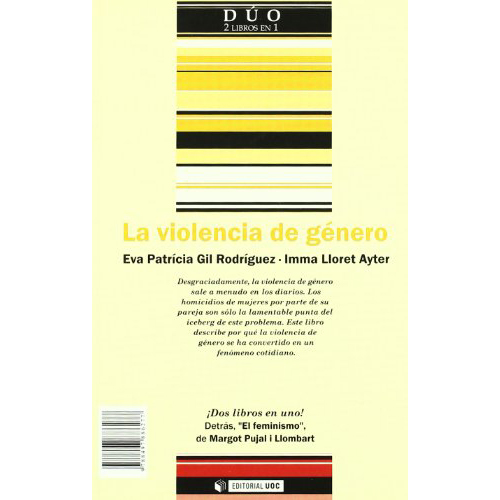 DÚO
2 LIBROS EN 1
La violencia de género
Eva Patrícia Gil Rodríguez · Imma Lloret Ayter
Desgraciadamente, la violencia de género
sale a menudo en los diarios. Los
homicidios de mujeres por parte de su
pareja son sólo la lamentable punta del
iceberg de este problema. Este libro
describe por qué la violencia de
género se ha convertido en un
fenómeno cotidiano.
¡Dos libros en uno!
Detrás, "El feminismo",
de Margot Pujal i Llombart
EDITORIAL UOC